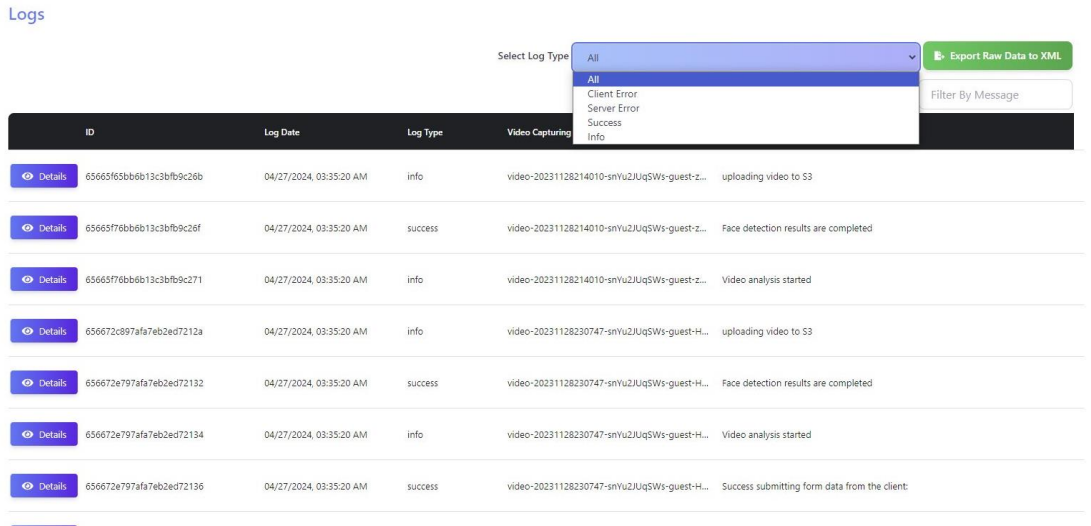 Logs
Select Log Type All Export Raw Data to XML
All
Client Error
Server Error
Success
Info
Filter By Message
ID Log Date Log Type Video Capturing
Details 65665f65bb6b13c3bfb9c26b 04/27/2024, 03:35:20 AM info video-20231128214010-snYu2JUqSWs-guest-z... uploading video to S3
Details 65665f76bb6b13c3bfb9c26f 04/27/2024, 03:35:20 AM success video-20231128214010-snYu2JUqSWs-guest-z... Face detection results are completed
Details 65665f76bb6b13c3bfb9c271 04/27/2024, 03:35:20 AM info video-20231128214010-snYu2JUqSWs-guest-z... Video analysis started
Details 656672c897afa7eb2ed7212a 04/27/2024, 03:35:20 AM info video-20231128230747-snYu2JUqSWs-guest-H... uploading video to S3
Details 656672e797afa7eb2ed72132 04/27/2024, 03:35:20 AM success video-20231128230747-snYu2JUqSWs-guest-H... Face detection results are completed
Details 656672e797afa7eb2ed72134 04/27/2024, 03:35:20 AM info video-20231128230747-snYu2JUqSWs-guest-H... Video analysis started
Details 656672e797afa7eb2ed72136 04/27/2024, 03:35:20 AM success video-20231128230747-snYu2JUqSWs-guest-H... Success submitting form data from the client: